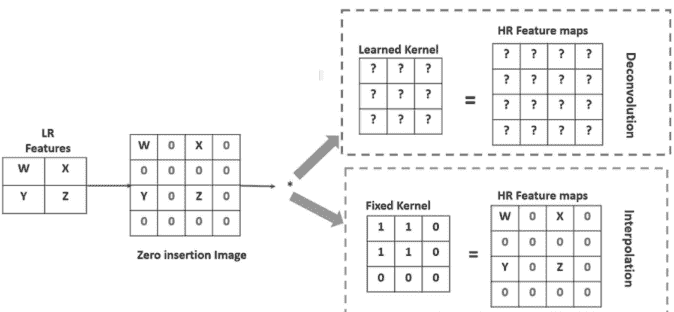 LR
Features
W X
Y Z
W 0 X 0
0 0 0 0
Y 0 Z 0
0 0 0 0
Zero insertion Image
*
Learned Kernel
? ? ?
? ? ?
? ? ?
=
HR Feature maps
? ? ? ?
? ? ? ?
? ? ? ?
? ? ? ?
Deconvolution
Fixed Kernel
1 1 0
1 1 0
0 0 0
=
HR Feature maps
W 0 X 0
0 0 0 0
Y 0 Z 0
0 0 0 0
Interpolation